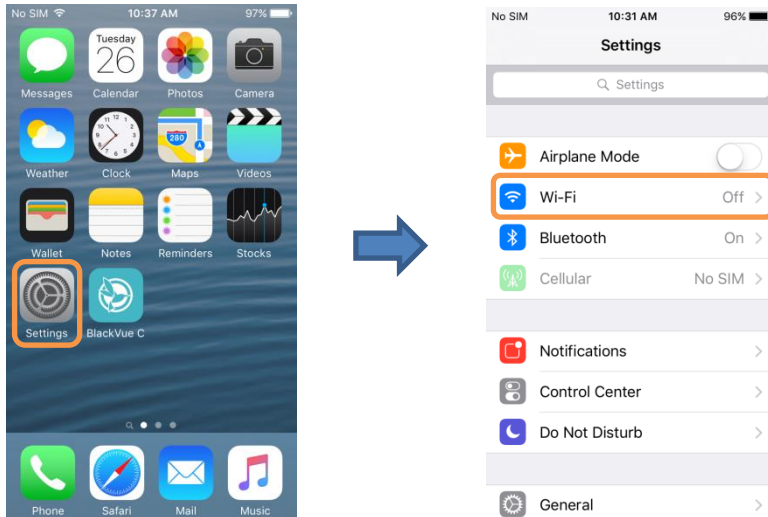 No SIM 10:37 AM 97%
Tuesday
26
Messages Calendar Photos Camera
12
280
Weather Clock Maps Videos
Wallet Notes Reminders Stocks
Settings BlackVue C
Phone Safari Mail Music
No SIM 10:31 AM 96%
Settings
Settings
Airplane Mode
Wi-Fi Off
Bluetooth On
Cellular No SIM
Notifications
Control Center
Do Not Disturb
General